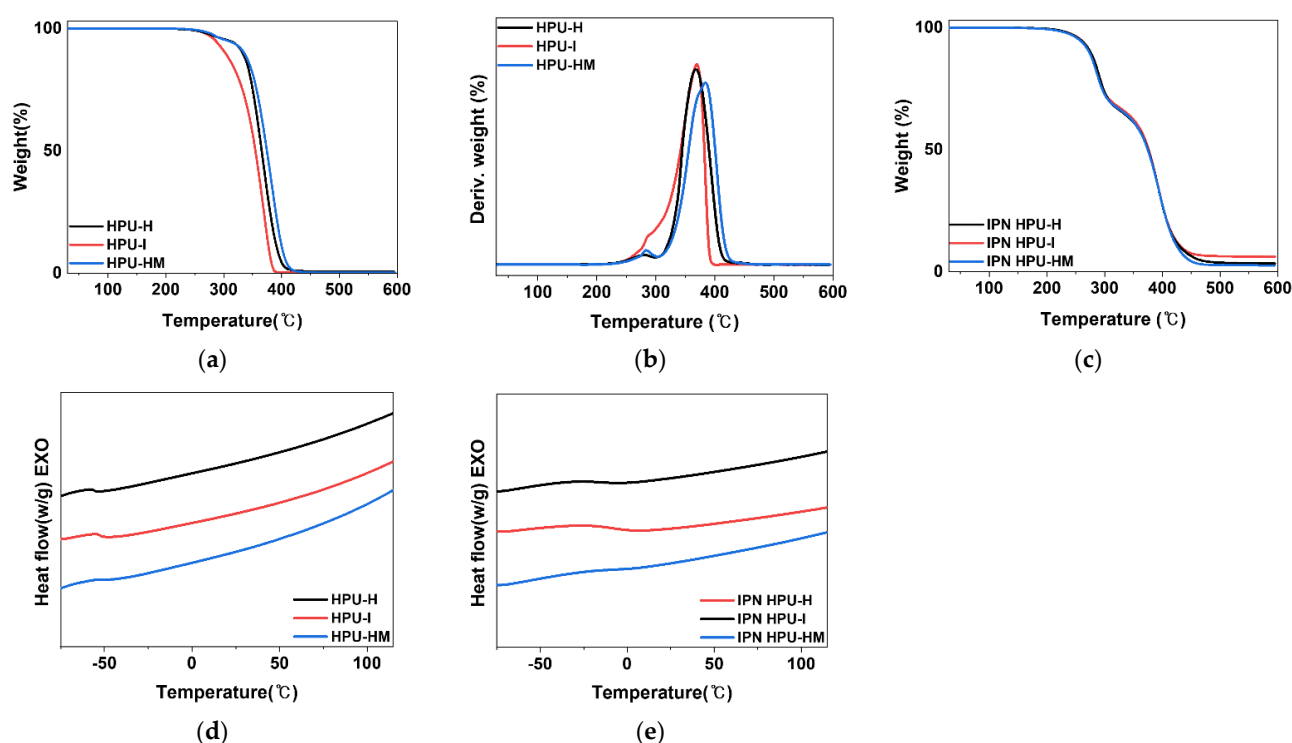 100
50
0
Weight(%)
HPU-H
HPU-I
HPU-HM
100 200 300 400 500 600
Temperature(℃)
(a)
Deriv. weight (%)
HPU-H
HPU-I
HPU-HM
100 200 300 400 500 600
Temperature (℃)
(b)
100
50
0
Weight (%)
IPN HPU-H
IPN HPU-I
IPN HPU-HM
100 200 300 400 500 600
Temperature (℃)
(c)
Heat flow(w/g) EXO
HPU-H
HPU-I
HPU-HM
-50 0 50 100
Temperature(℃)
(d)
Heat flow(w/g) EXO
IPN HPU-H
IPN HPU-I
IPN HPU-HM
-50 0 50 100
Temperature(℃)
(e)